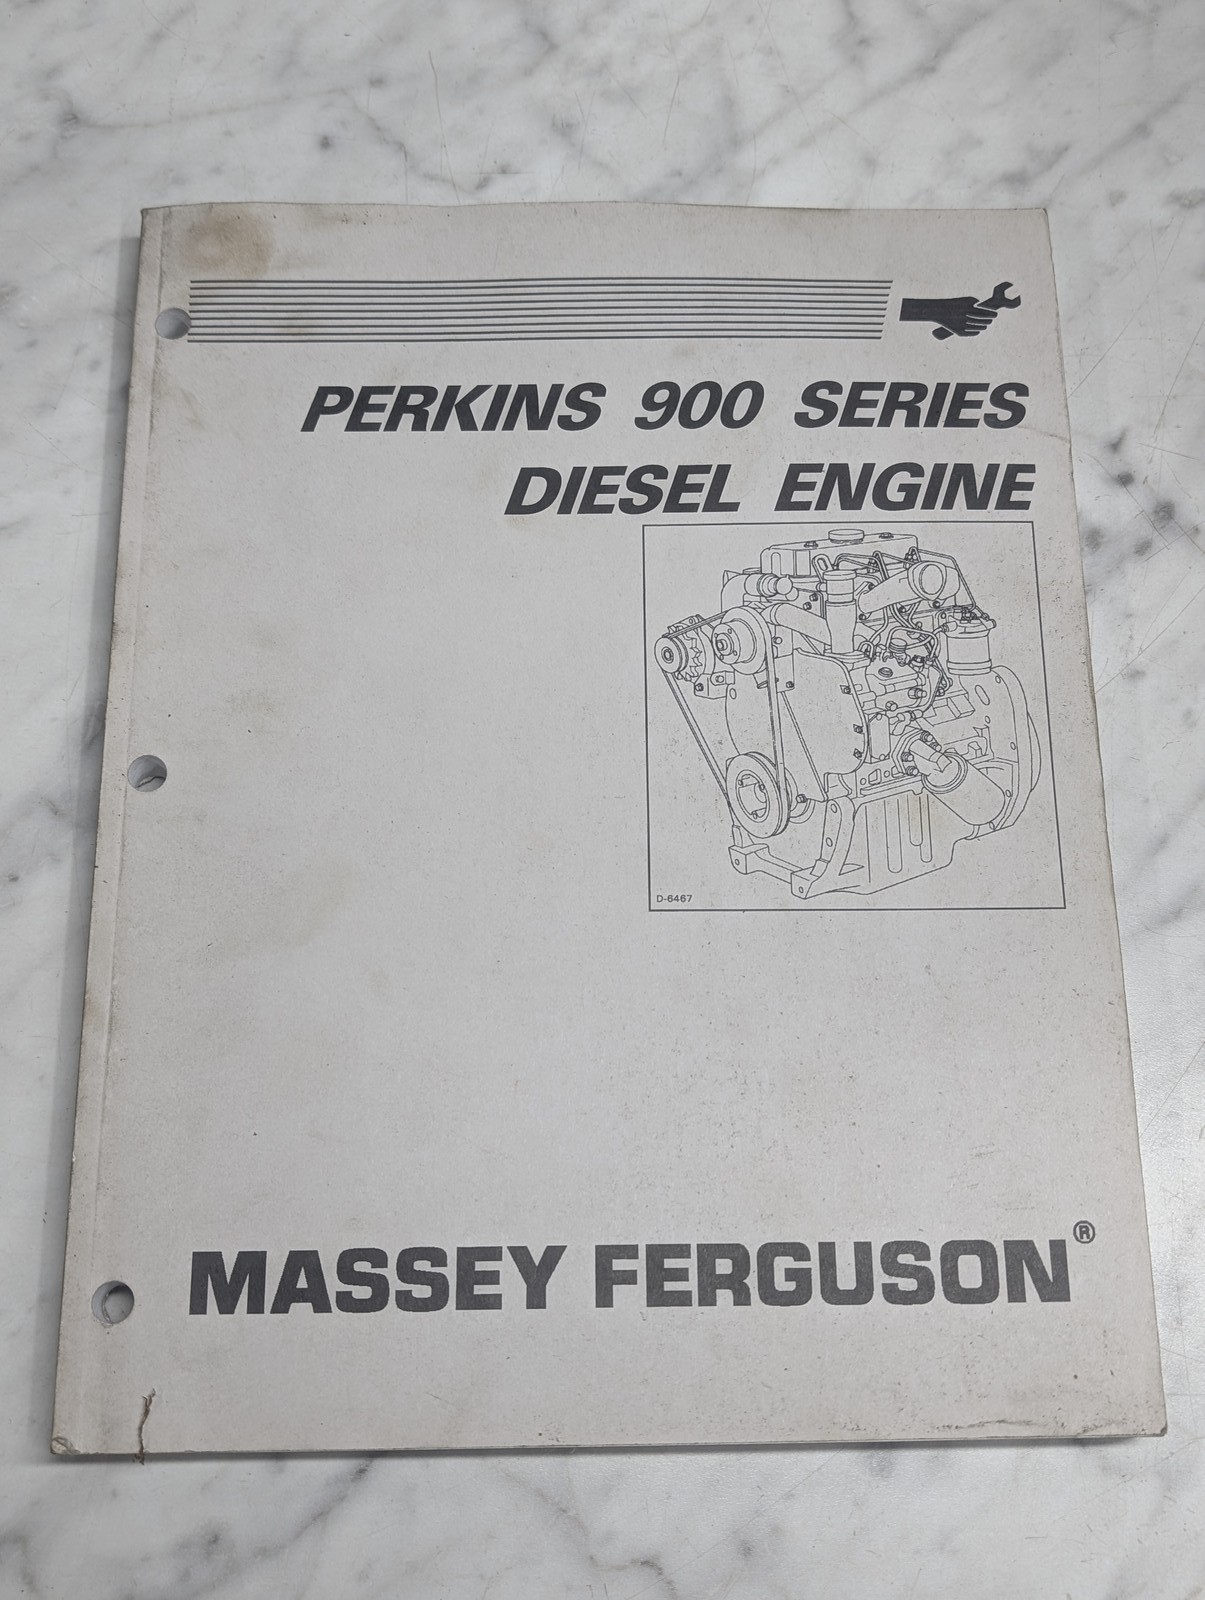 PERKINS 900 SERIES
DIESEL ENGINE
D-6467
MASSEY FERGUSON®